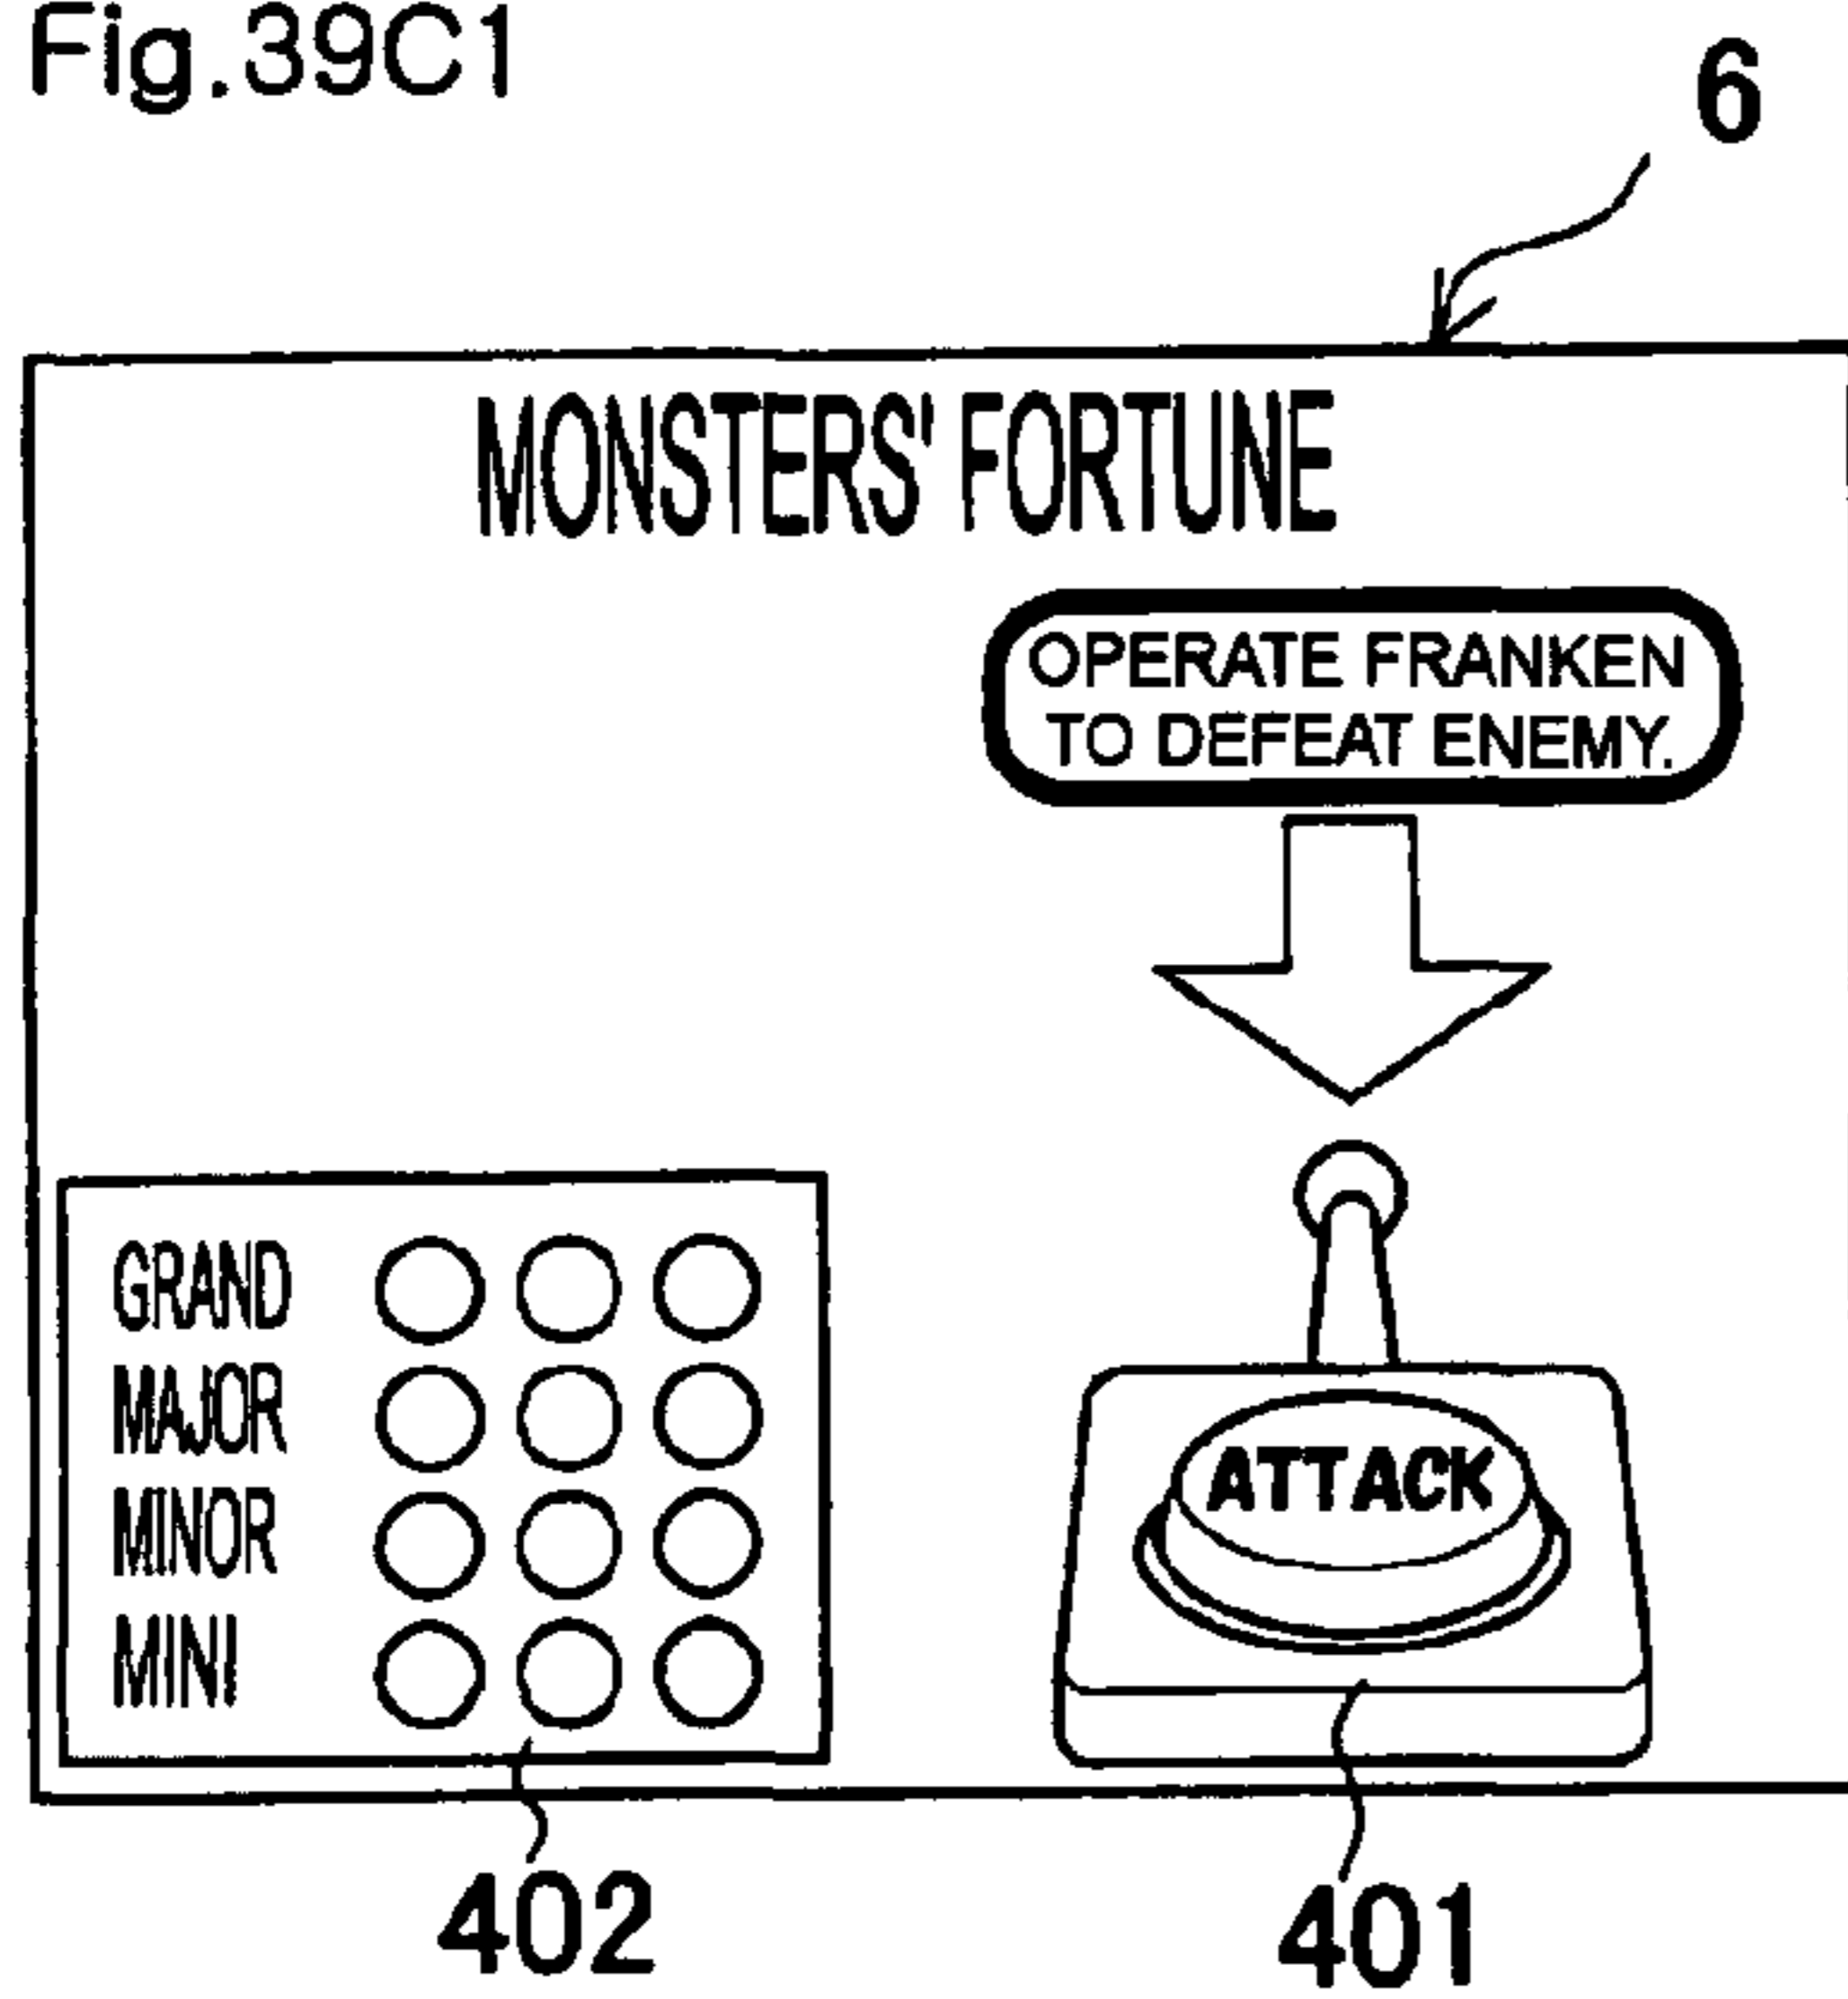 Fig.39C1
6
MONSTERS' FORTUNE
OPERATE FRANKEN
TO DEFEAT ENEMY.
GRAND
MAJOR
MINOR
MINI
ATTACK
402
401